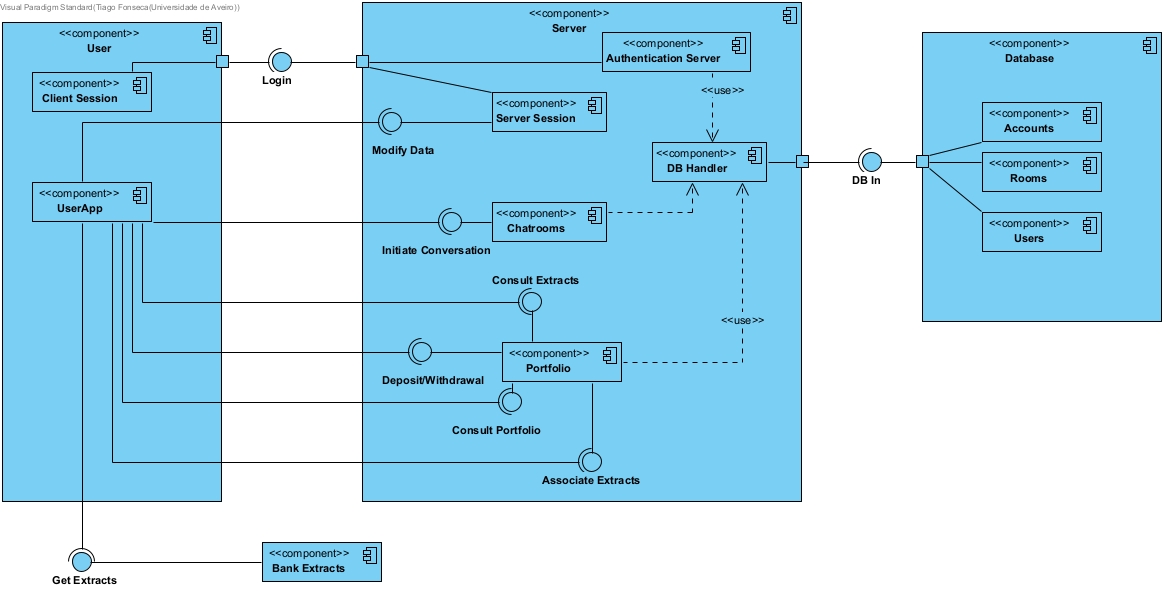 Visual Paradigm Standard(Tiago Fonseca(Universidade de Aveiro))
<<component>>
User
<<component>>
Client Session
Login
<<component>>
Server
<<component>>
Authentication Server
<<use>>
<<component>>
Server Session
Modify Data
<<component>>
DB Handler
DB In
<<component>>
Database
<<component>>
Accounts
<<component>>
Rooms
<<component>>
Users
<<component>>
UserApp
<<component>>
Chatrooms
Initiate Conversation
Consult Extracts
<<use>>
<<component>>
Portfolio
Deposit/Withdrawal
Consult Portfolio
Associate Extracts
<<component>>
Bank Extracts
Get Extracts